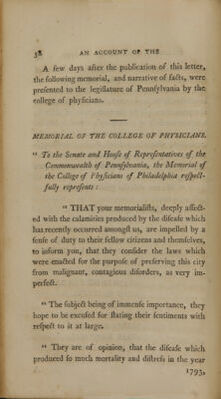 38 AN ACCOUNT OF THE
A few days after the publication of this letter,
the following memorial, and narrative of facts, were
presented to the legislature of Pennsylvania by the
college of physicians.
MEMORIAL OF THE COLLEGE OF PHYSICIANS.
" To the Senate and House of Representatives of the
Commonwealth of Pennsylvania, the Memorial of
the College of Physicians of Philadelphia respect-
fully represents :
" THAT your memorialists, deeply affect-
ed with the calamities produced by the disease which
has recently occurred amongst us, are impelled by a
sense of duty to their fellow citizens and themselves,
to inform you, that they consider the laws which
were enacted for the purpose of preserving this city
from malignant, contagious disorders, as very im-
perfect.
" The subject being of immense importance, they
hope to be excused for stating their sentiments with
respect to it at large.
" They are of opinion, that the disease which
produced so much mortality and distress in the year
1793,